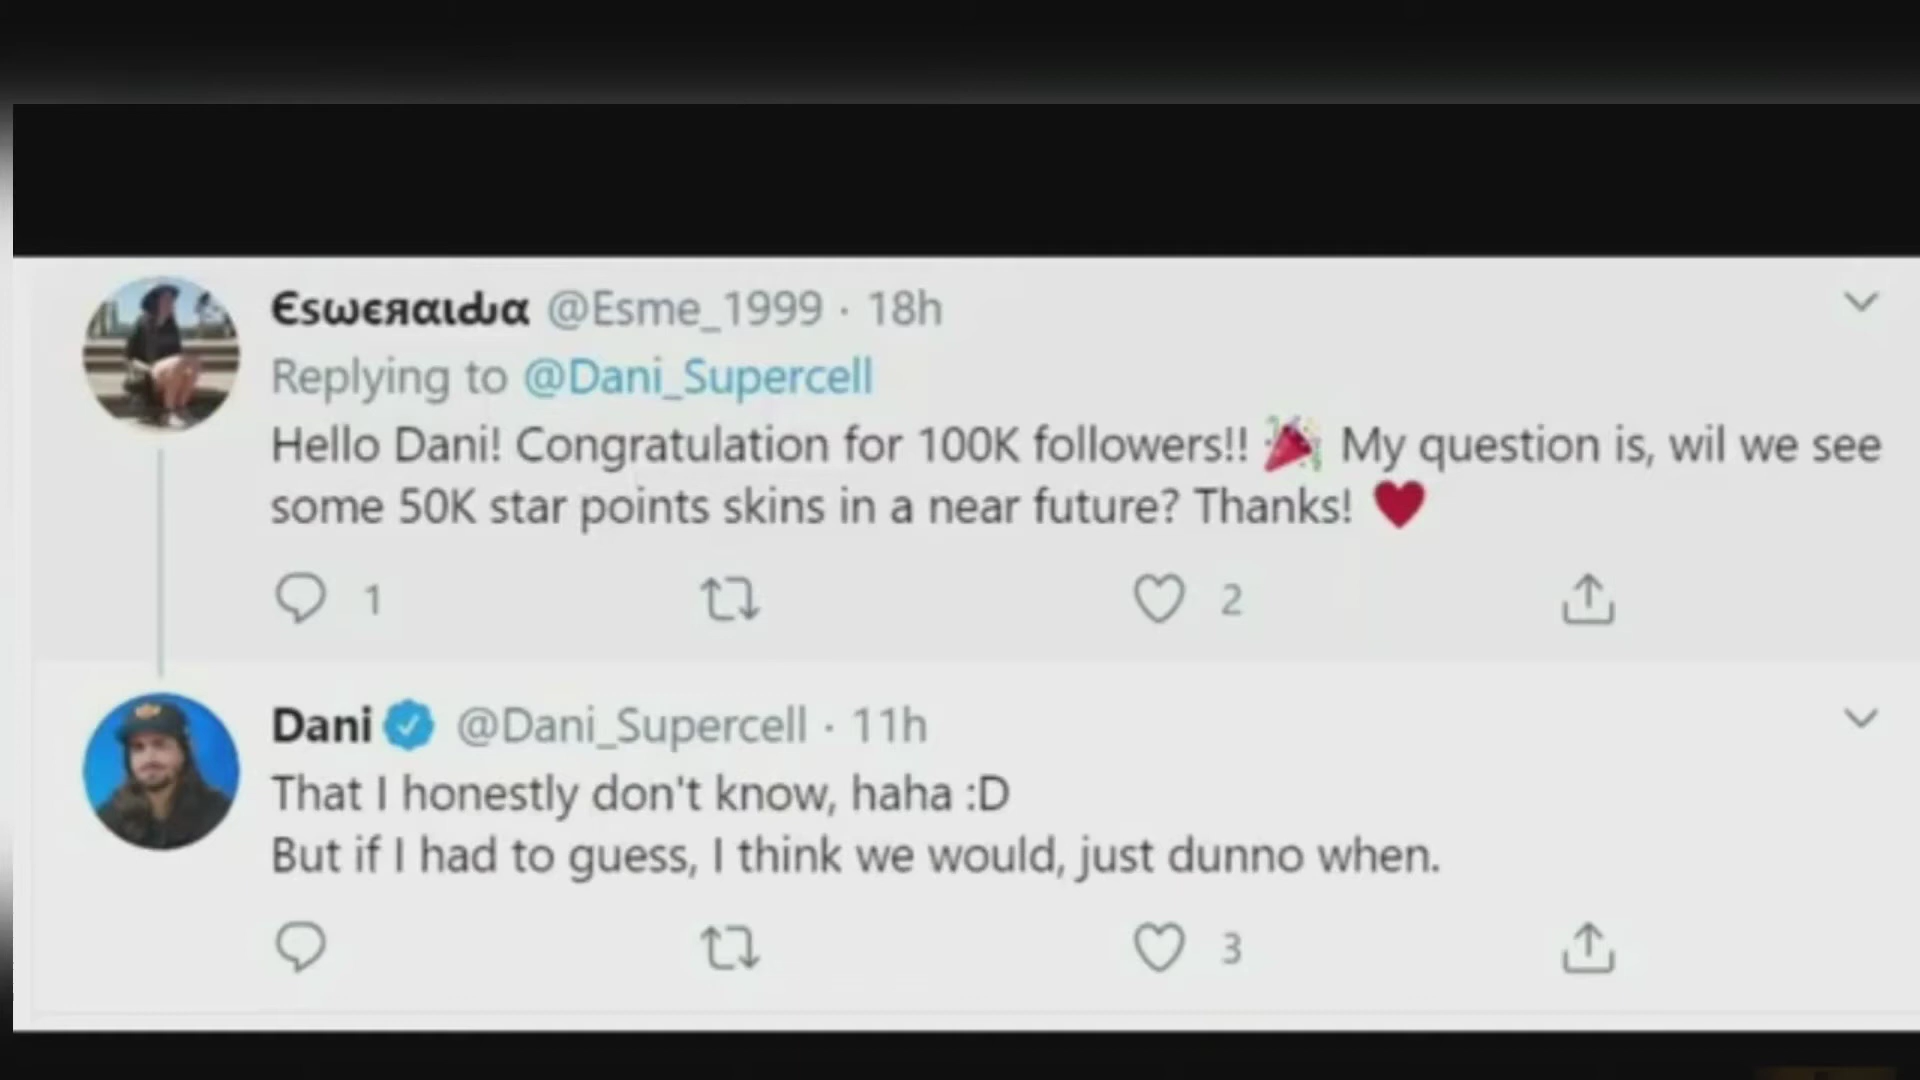 Єѕωєяαιԃα @Esme_1999 · 18h
Replying to @Dani_Supercell
Hello Dani! Congratulation for 100K followers!! 🎉 My question is, wil we see
some 50K star points skins in a near future? Thanks! ♥
1 2
Dani @Dani_Supercell · 11h
That I honestly don't know, haha :D
But if I had to guess, I think we would, just dunno when.
3